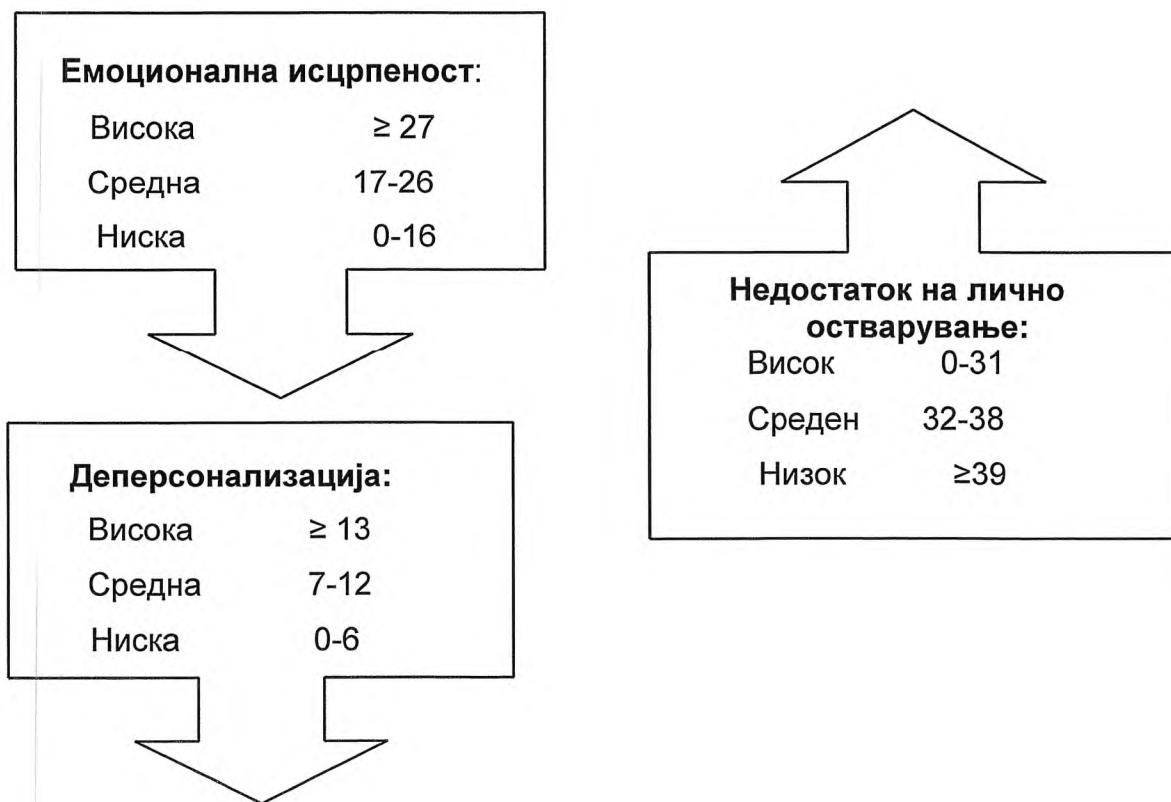 Емоционална исцрпеност:
Висока ≥ 27
Средна 17-26
Ниска 0-16
Деперсонализација:
Висока ≥ 13
Средна 7-12
Ниска 0-6
Недостаток на лично
остварување:
Висок 0-31
Среден 32-38
Низок ≥39